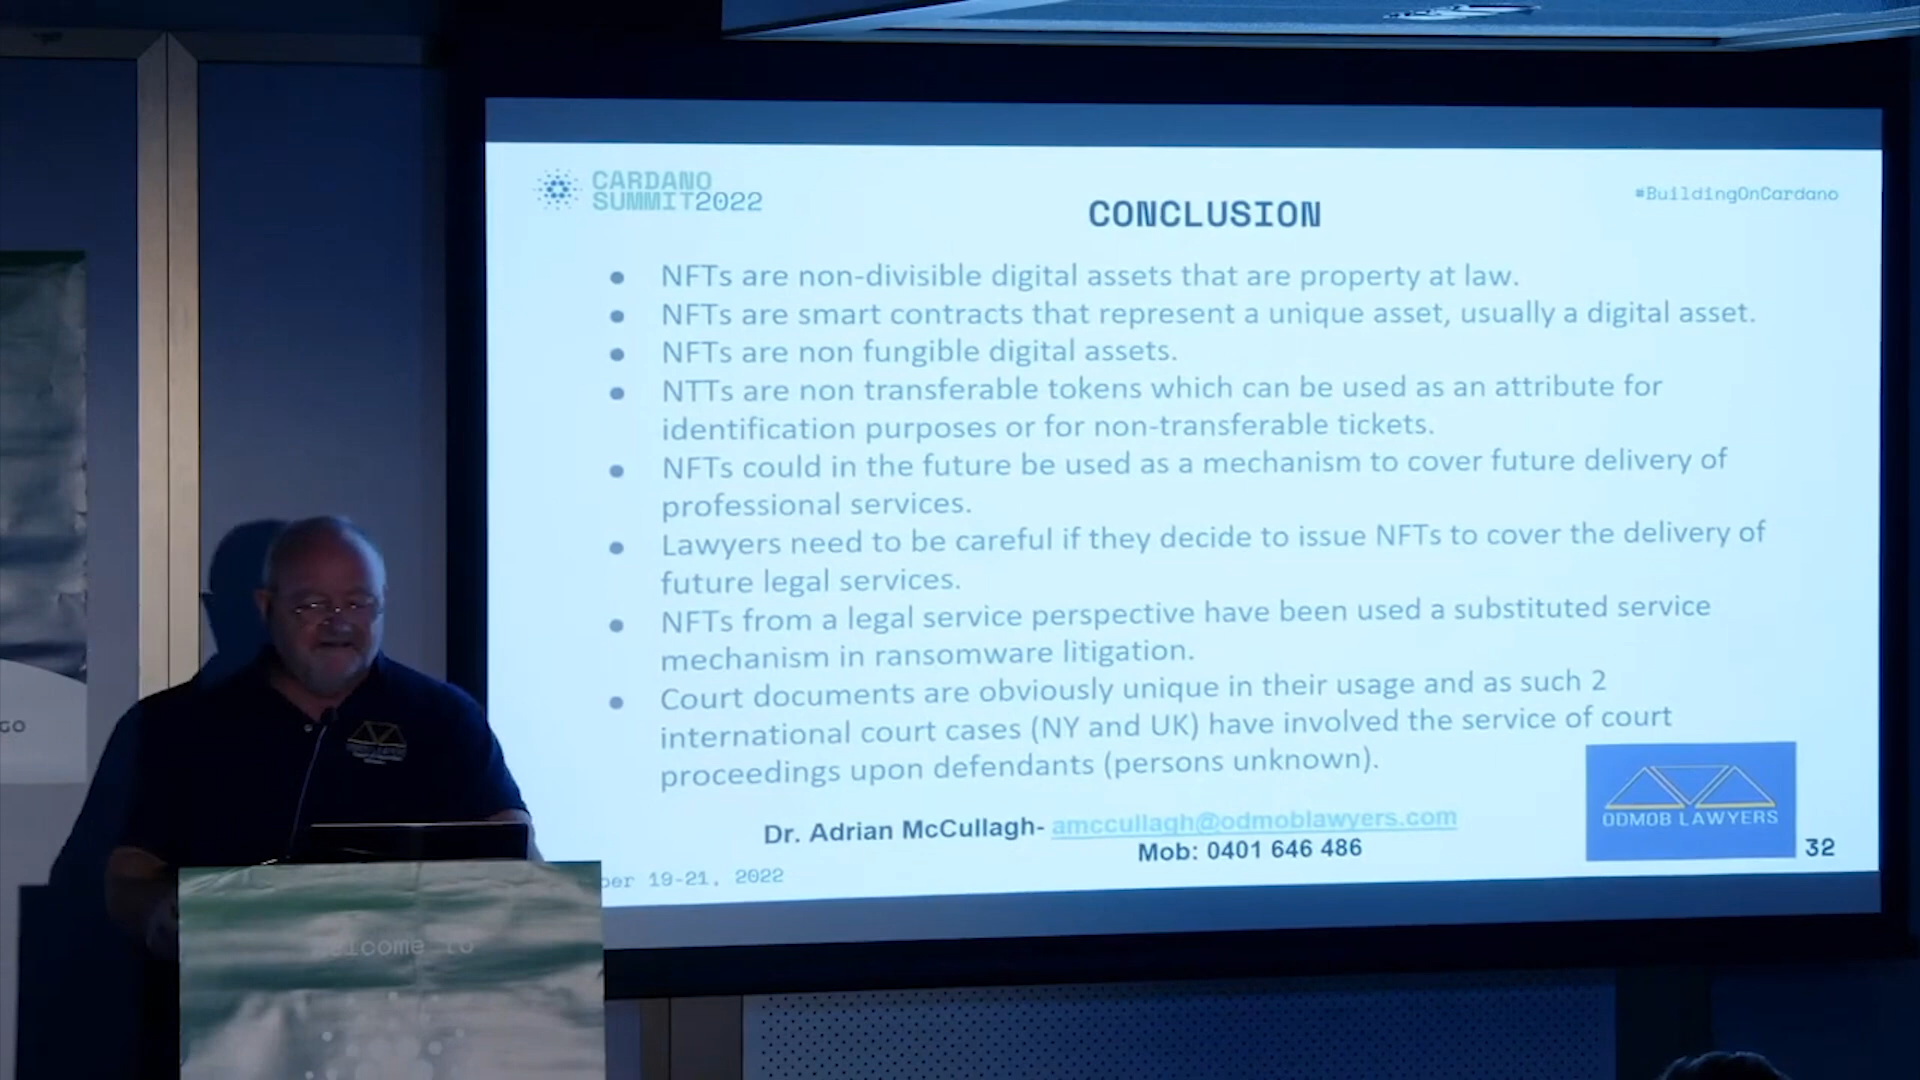 CARDANO
SUMMIT2022
#BuildingOnCardano
CONCLUSION
● NFTs are non-divisible digital assets that are property at law.
● NFTs are smart contracts that represent a unique asset, usually a digital asset.
● NFTs are non fungible digital assets.
● NTTs are non transferable tokens which can be used as an attribute for
identification purposes or for non-transferable tickets.
● NFTs could in the future be used as a mechanism to cover future delivery of
professional services.
● Lawyers need to be careful if they decide to issue NFTs to cover the delivery of
future legal services.
● NFTs from a legal service perspective have been used a substituted service
mechanism in ransomware litigation.
● Court documents are obviously unique in their usage and as such 2
international court cases (NY and UK) have involved the service of court
proceedings upon defendants (persons unknown).
Dr. Adrian McCullagh- amccullagh@odmoblawyers.com
Mob: 0401 646 486
ODMOB LAWYERS
32
19-21, 2022
GO